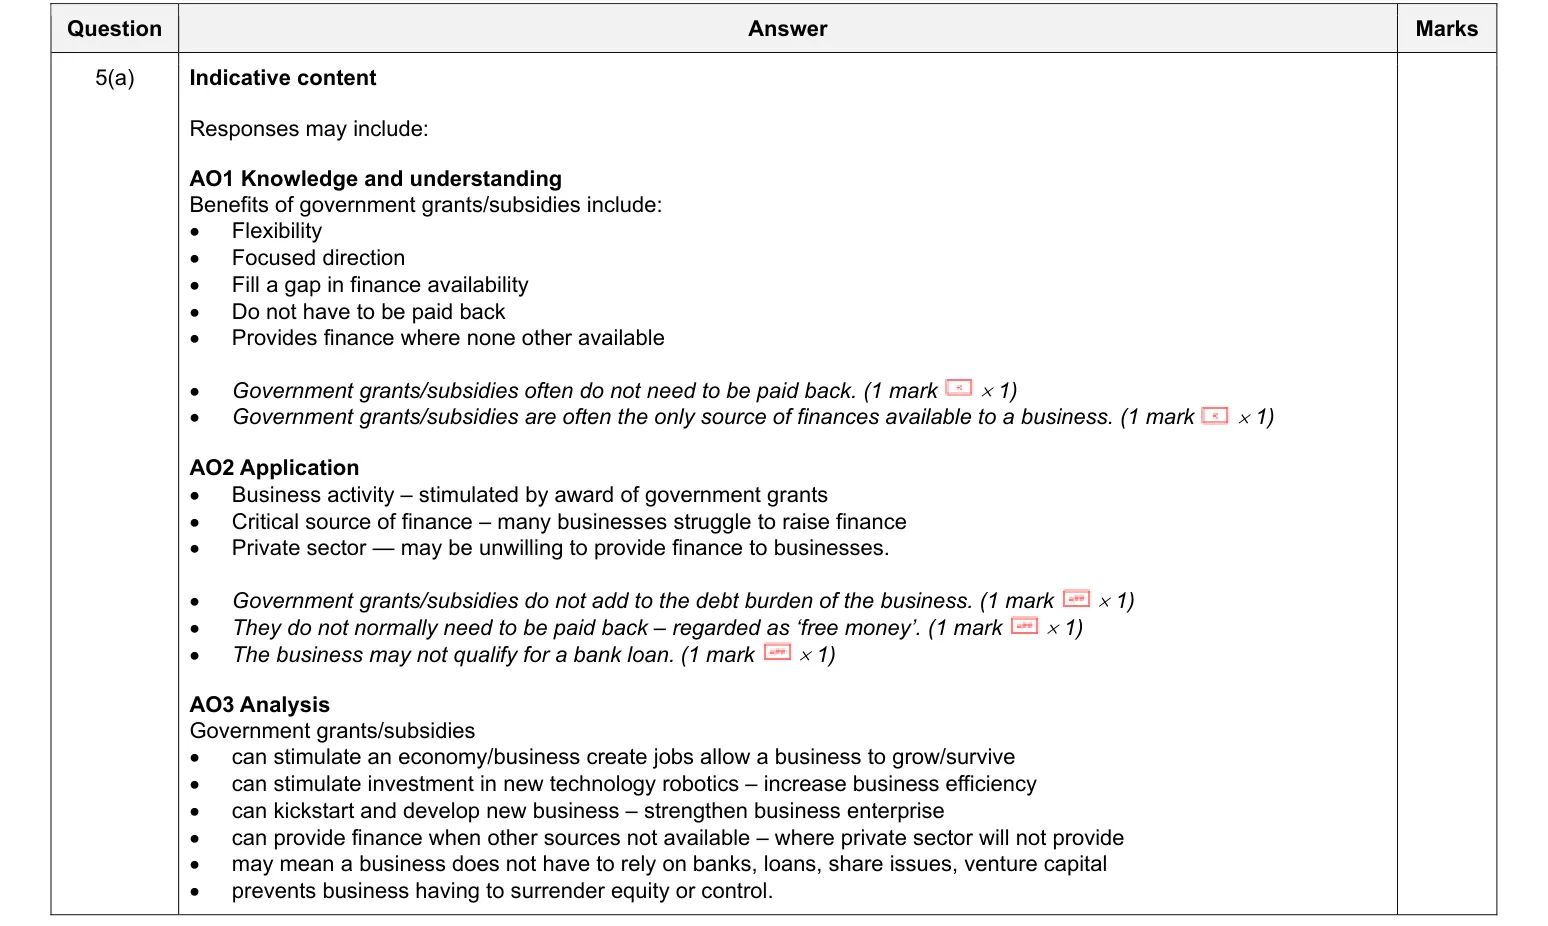 Question Answer Marks
5(a) Indicative content
Responses may include:
AO1 Knowledge and understanding
Benefits of government grants/subsidies include:
• Flexibility
• Focused direction
• Fill a gap in finance availability
• Do not have to be paid back
• Provides finance where none other available
• Government grants/subsidies often do not need to be paid back. (1 mark × 1)
• Government grants/subsidies are often the only source of finances available to a business. (1 mark × 1)
AO2 Application
• Business activity – stimulated by award of government grants
• Critical source of finance – many businesses struggle to raise finance
• Private sector — may be unwilling to provide finance to businesses.
• Government grants/subsidies do not add to the debt burden of the business. (1 mark × 1)
• They do not normally need to be paid back – regarded as ‘free money’. (1 mark × 1)
• The business may not qualify for a bank loan. (1 mark × 1)
AO3 Analysis
Government grants/subsidies
• can stimulate an economy/business create jobs allow a business to grow/survive
• can stimulate investment in new technology robotics – increase business efficiency
• can kickstart and develop new business – strengthen business enterprise
• can provide finance when other sources not available – where private sector will not provide
• may mean a business does not have to rely on banks, loans, share issues, venture capital
• prevents business having to surrender equity or control.